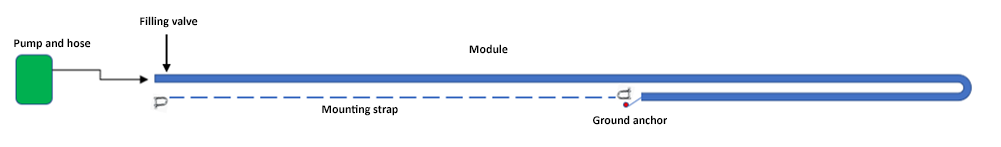 Filling valve
Pump and hose
Module
Mounting strap
Ground anchor